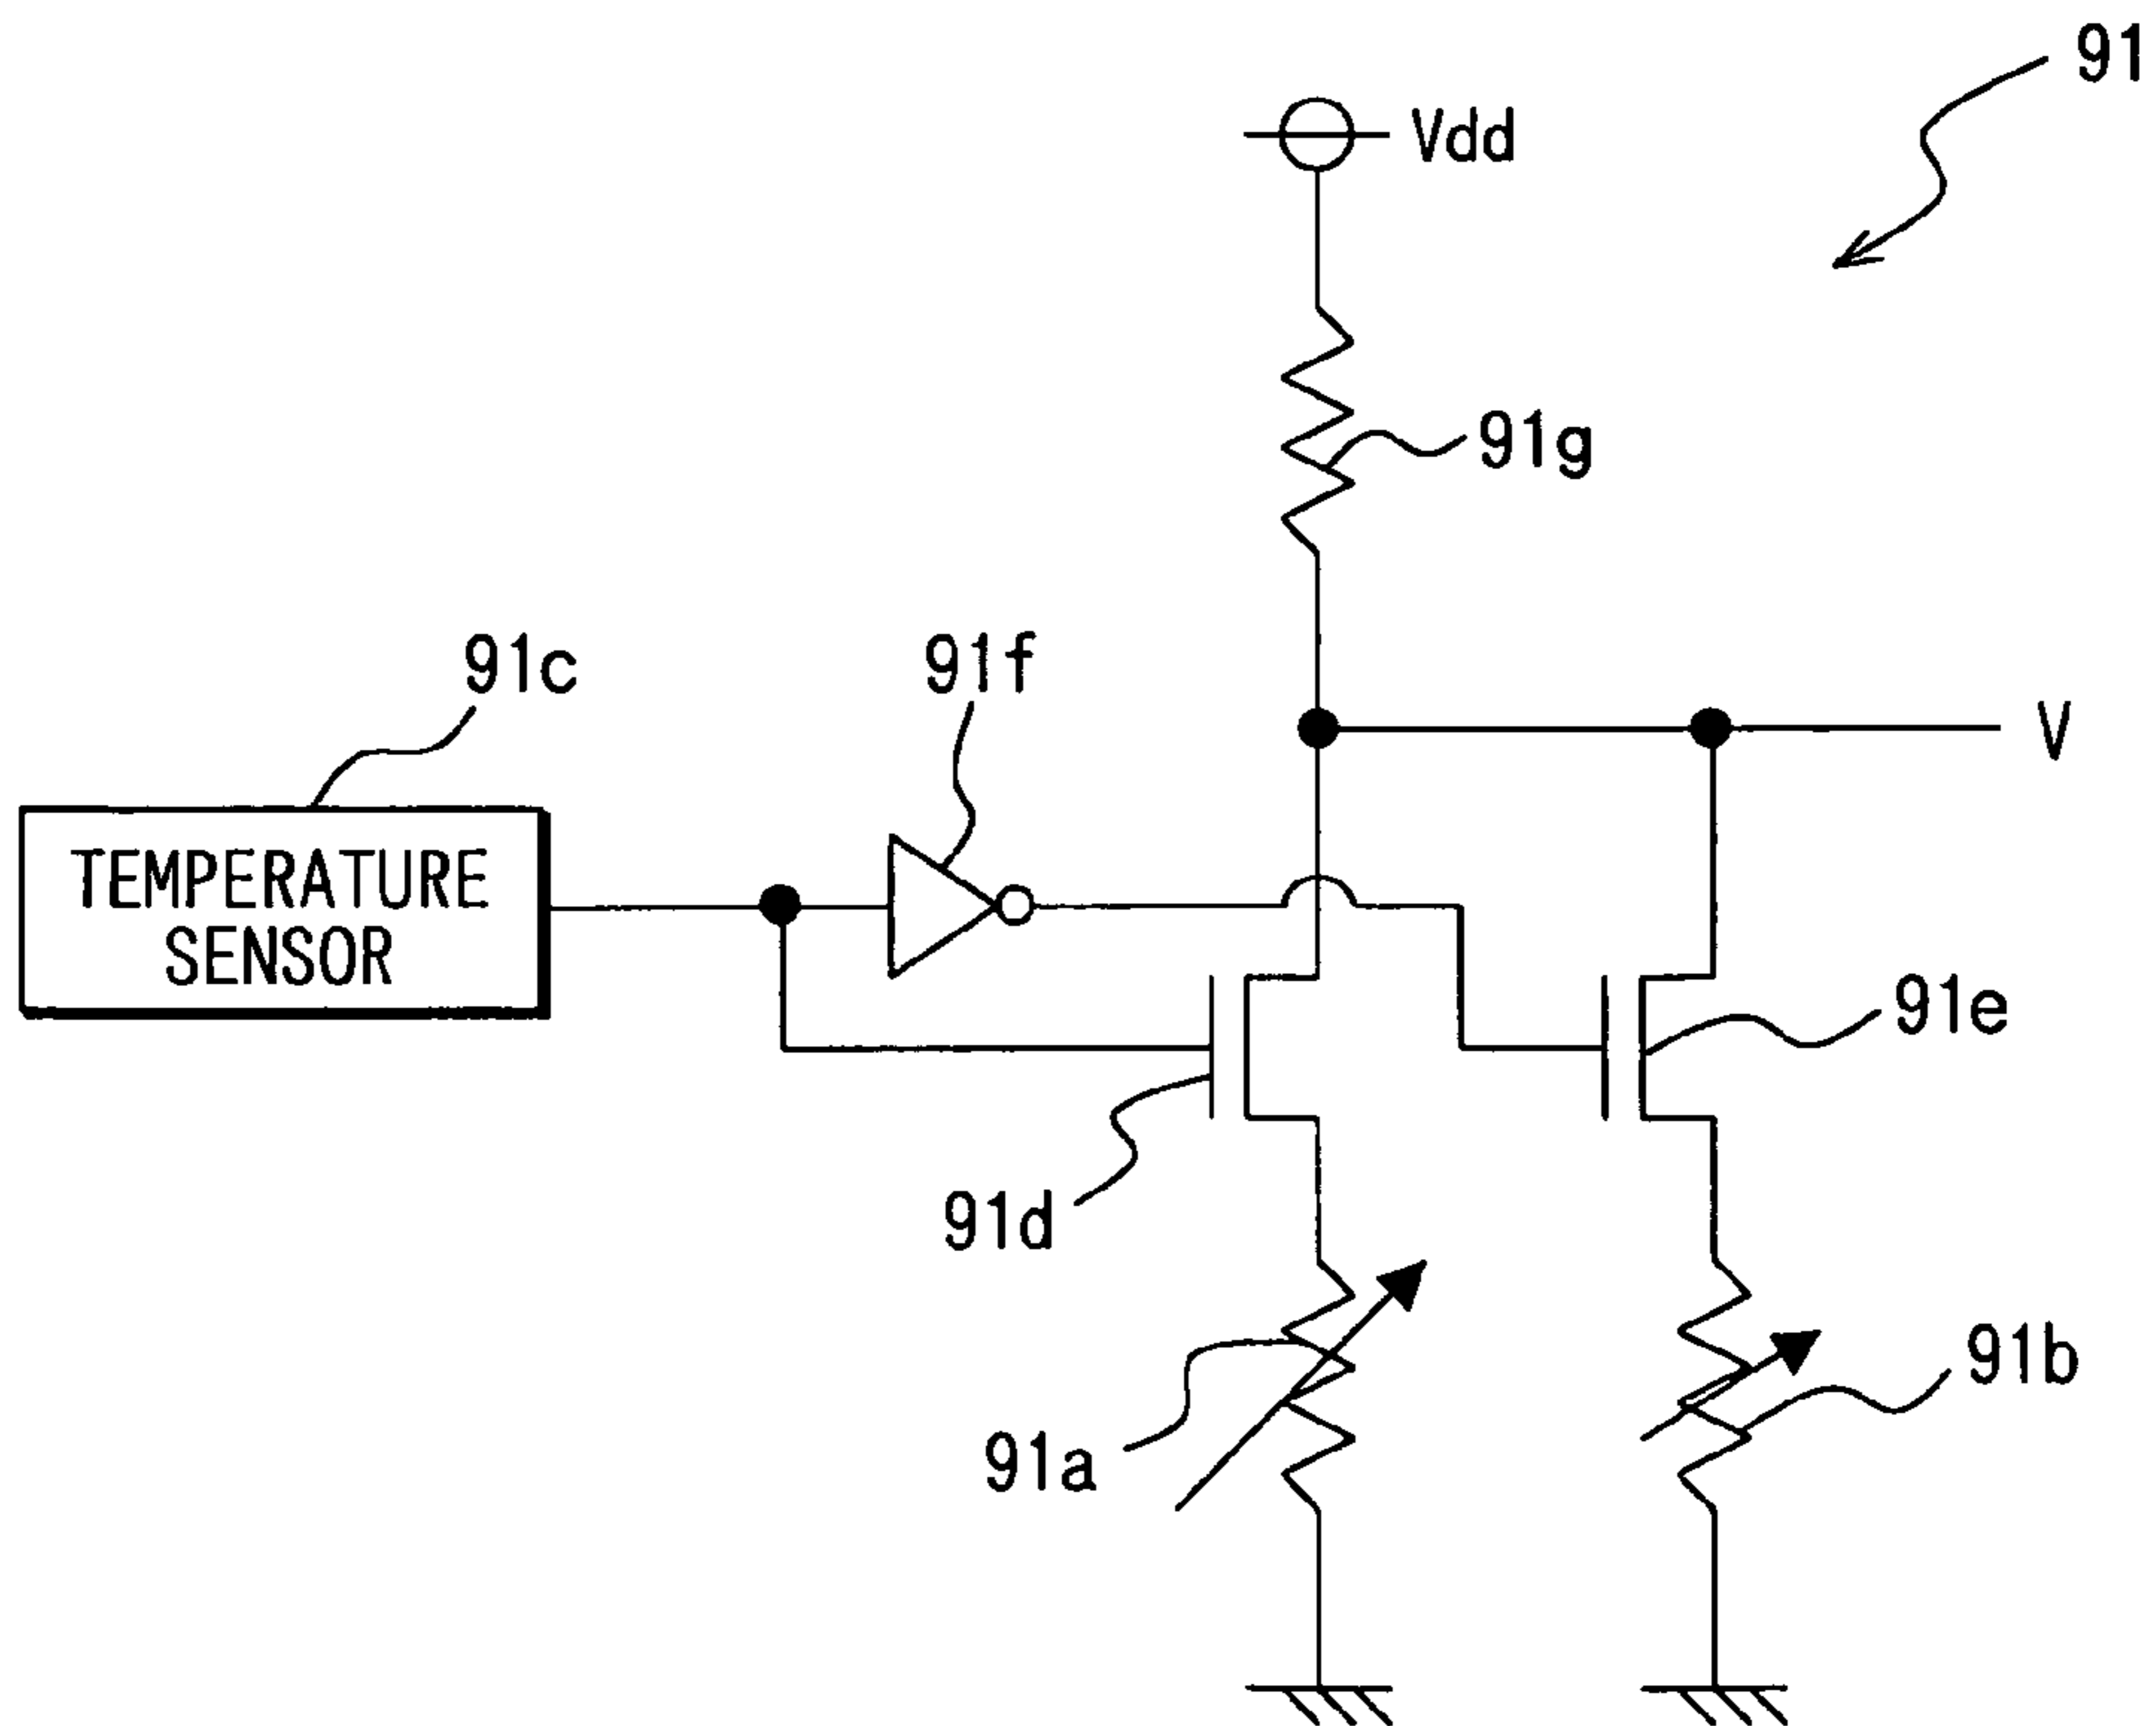 91
Vdd
91g
91c
91f
V
TEMPERATURE
SENSOR
91e
91d
91b
91a